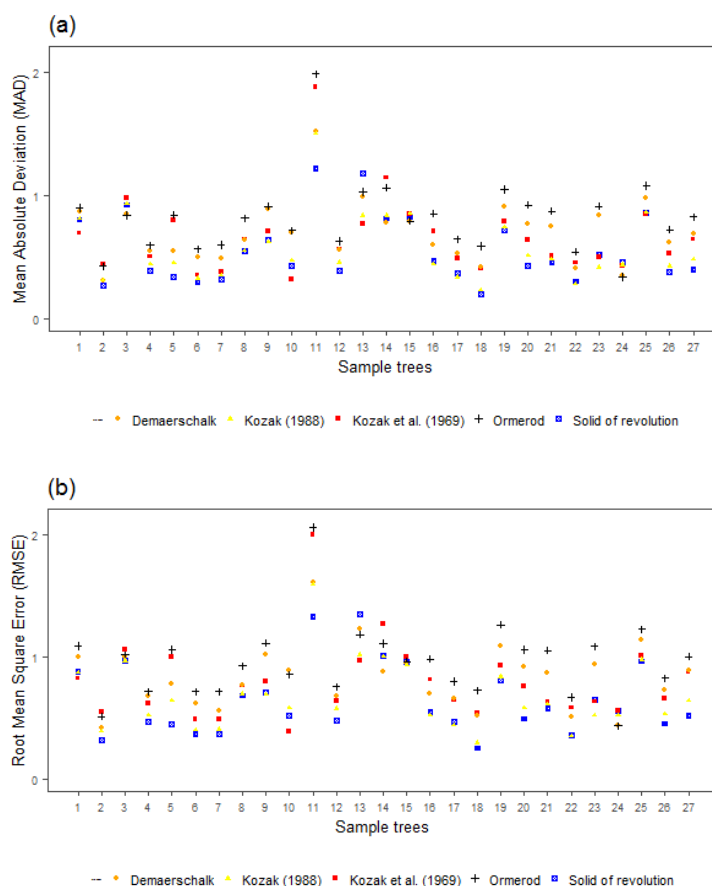 (a)
Mean Absolute Deviation (MAD)
2
1
0
1 2 3 4 5 6 7 8 9 10 11 12 13 14 15 16 17 18 19 20 21 22 23 24 25 26 27
Sample trees
Demaerschalk Kozak (1988) Kozak et al. (1969) Ormerod Solid of revolution
(b)
Root Mean Square Error (RMSE)
2
1
0
1 2 3 4 5 6 7 8 9 10 11 12 13 14 15 16 17 18 19 20 21 22 23 24 25 26 27
Sample trees
Demaerschalk Kozak (1988) Kozak et al. (1969) Ormerod Solid of revolution